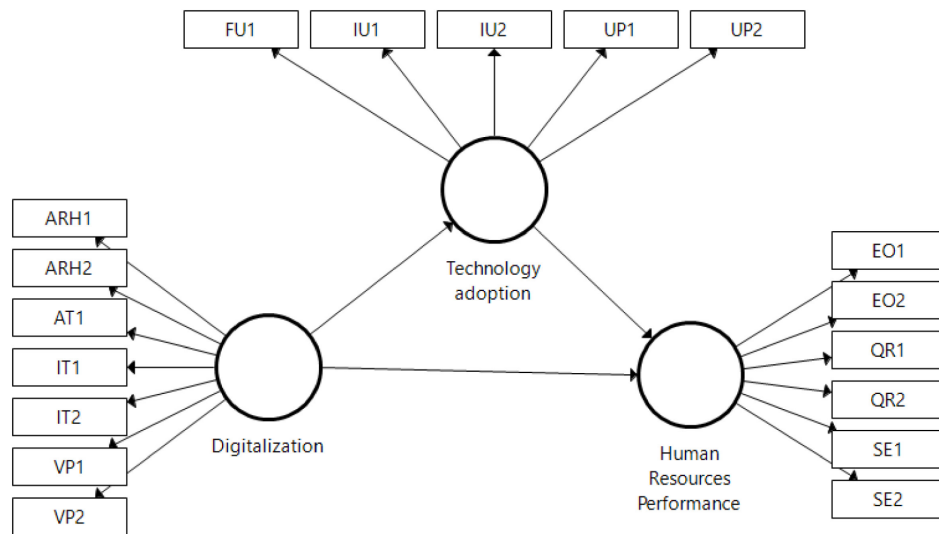 FU1
IU1
IU2
UP1
UP2
Technology
adoption
ARH1
ARH2
AT1
IT1
IT2
VP1
VP2
Digitalization
EO1
EO2
QR1
QR2
SE1
SE2
Human
Resources
Performance